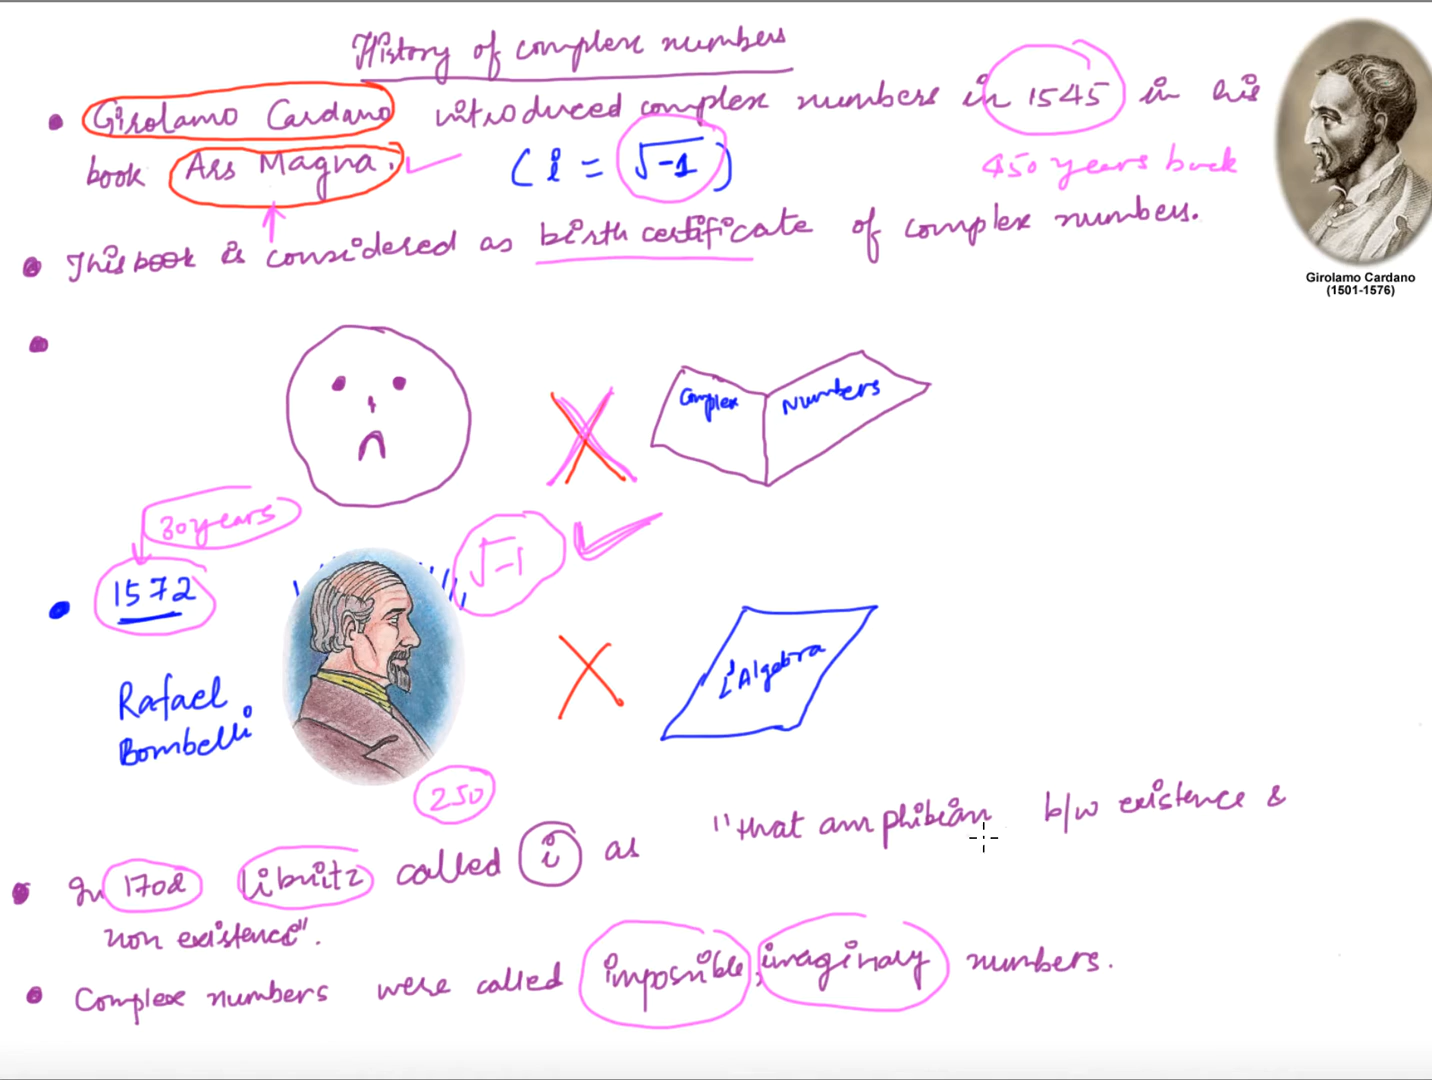 History of complex numbers
• Girolamo Cardano introduced complex numbers in 1545 in his
book Ars Magna. (i = √-1) 450 years back
• This book is considered as birth certificate of complex numbers.
Girolamo Cardano
(1501-1576)
Complex Numbers
30 years
√-1
• 1572
L'Algebra
Rafael
Bombelli
250
• In 1702 Libnitz called i as "that amphibian b/w existence &
non existence".
• Complex numbers were called impossible, imaginary numbers.